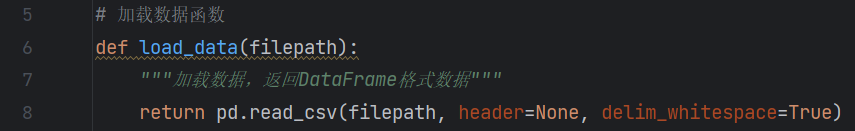 5 # 加载数据函数
6 def load_data(filepath):
7 """加载数据，返回DataFrame格式数据"""
8 return pd.read_csv(filepath, header=None, delim_whitespace=True)